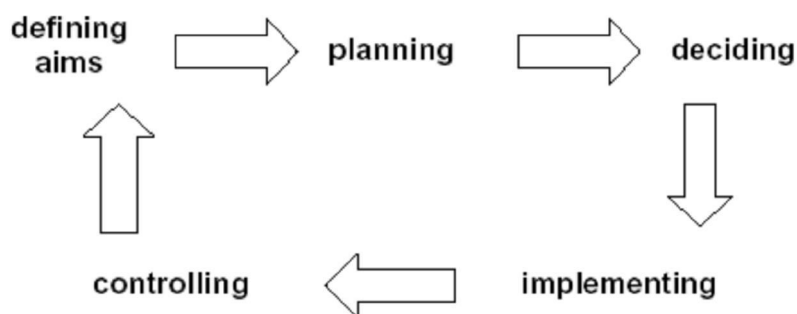 defining
aims
planning
deciding
implementing
controlling